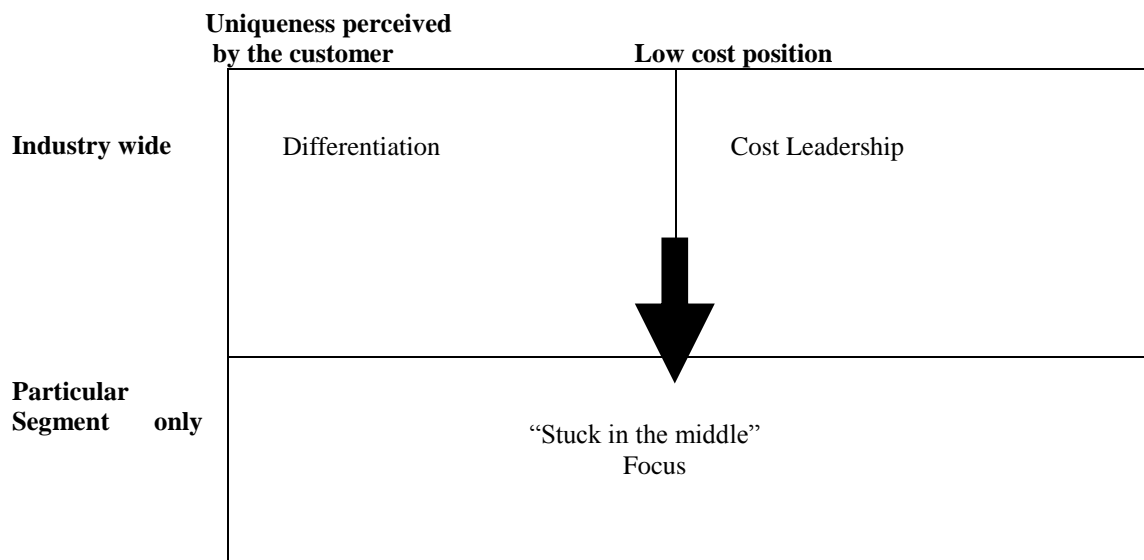 Uniqueness perceived
by the customer
Low cost position
Industry wide
Differentiation
Cost Leadership
Particular
Segment only
“Stuck in the middle”
Focus